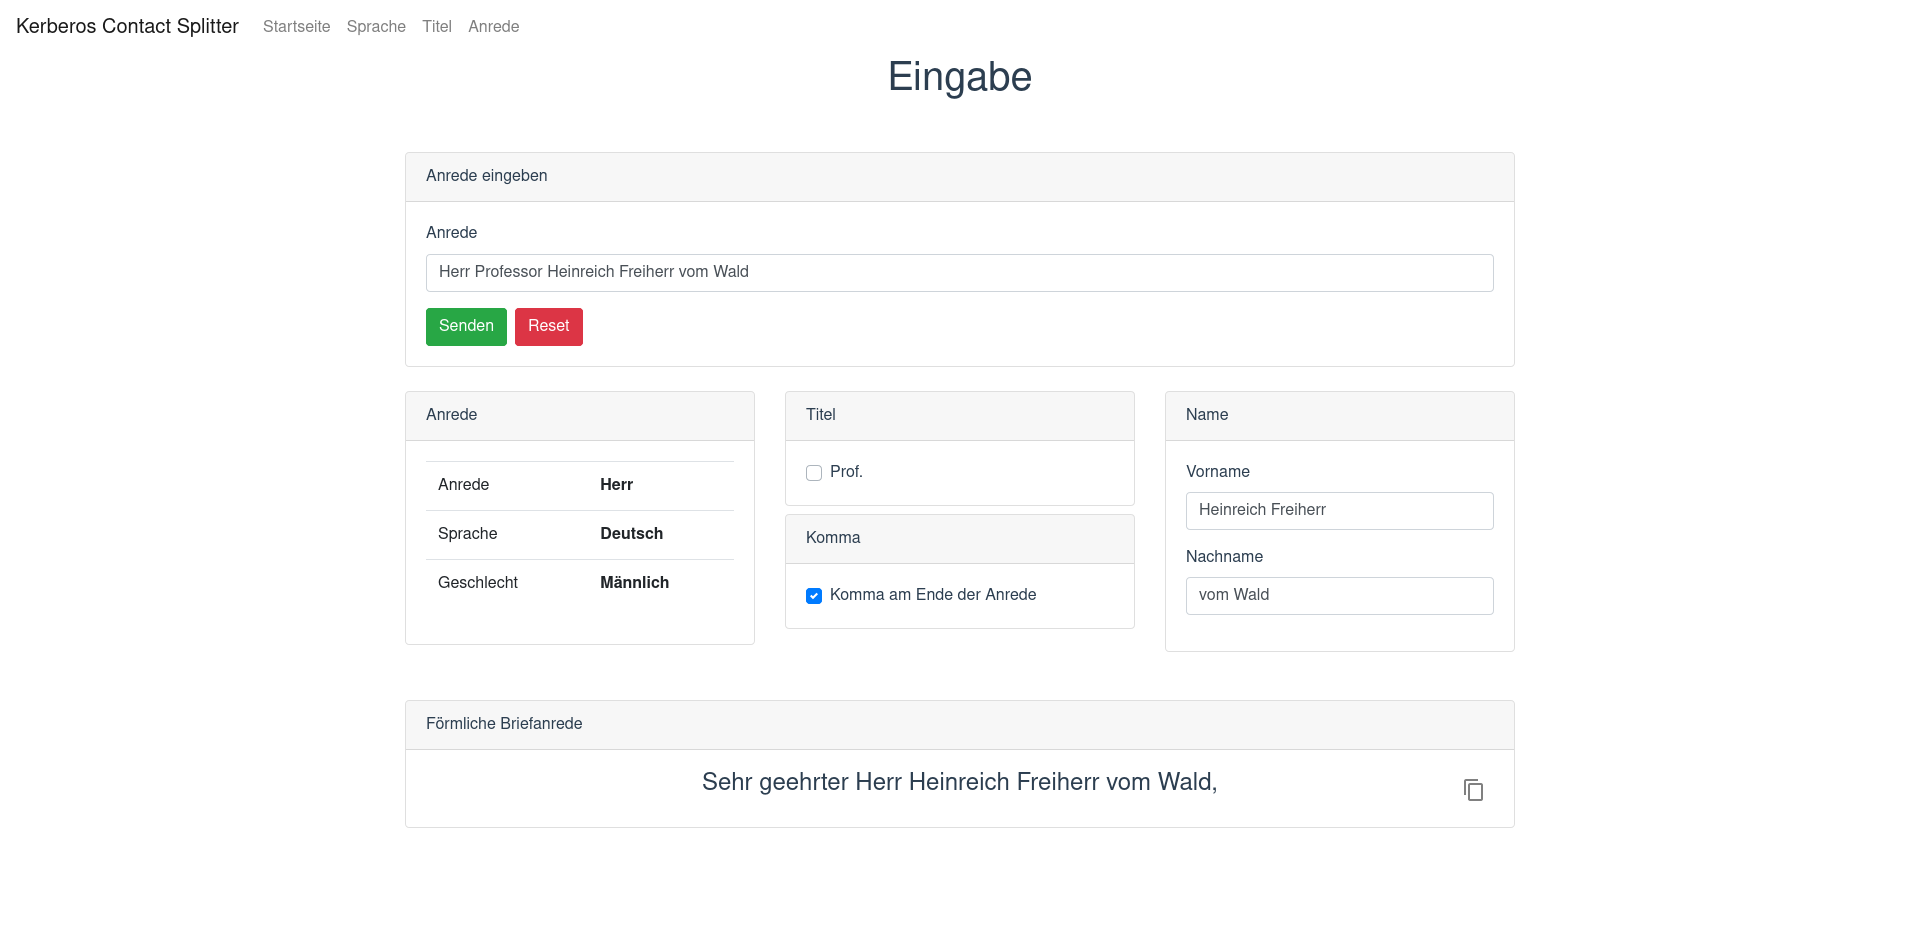 Kerberos Contact Splitter Startseite Sprache Titel Anrede
Eingabe
Anrede eingeben
Anrede
Herr Professor Heinreich Freiherr vom Wald
Senden Reset
Anrede
Anrede Herr
Sprache Deutsch
Geschlecht Männlich
Titel
Prof.
Komma
Komma am Ende der Anrede
Name
Vorname
Heinreich Freiherr
Nachname
vom Wald
Förmliche Briefanrede
Sehr geehrter Herr Heinreich Freiherr vom Wald,